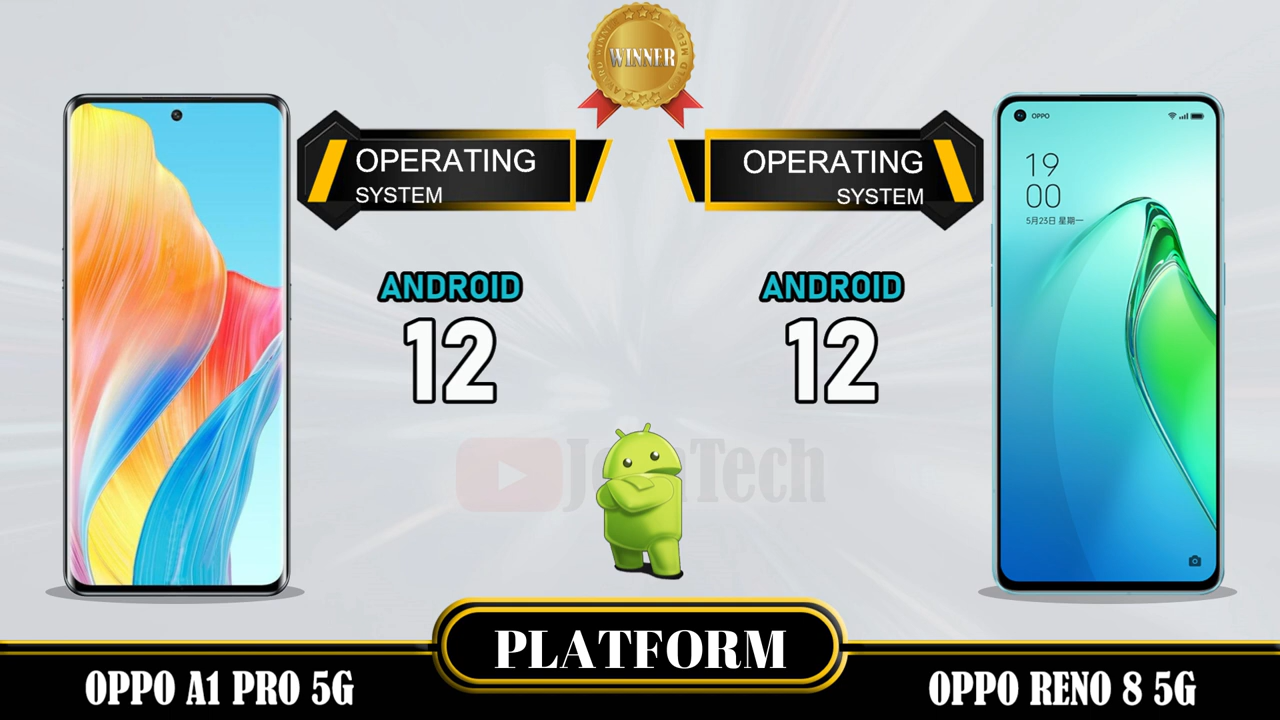 WINNER
OPERATING
SYSTEM
OPERATING
SYSTEM
OPPO
19
00
5月23日 星期一
ANDROID
12
ANDROID
12
Tech
PLATFORM
OPPO A1 PRO 5G
OPPO RENO 8 5G